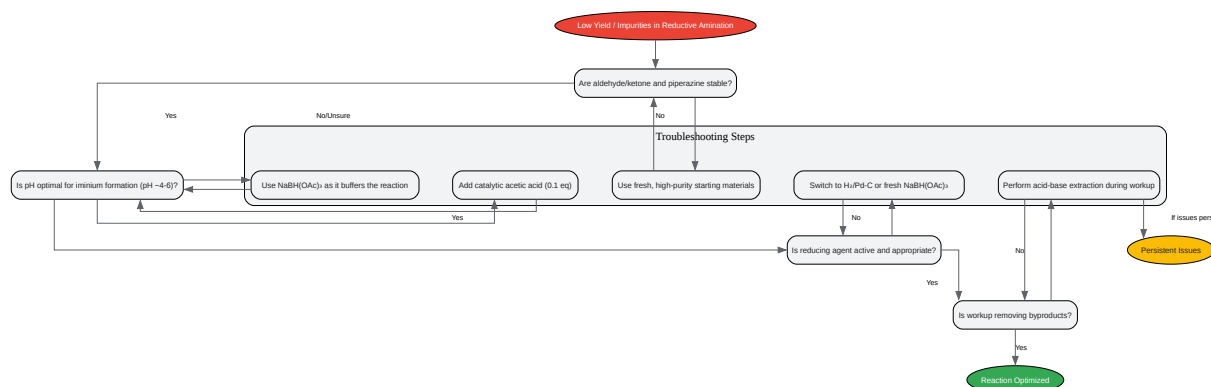 Low Yield / Impurities in Reductive Amination
Are aldehyde/ketone and piperazine stable?
Yes
No/Unsure
No
Troubleshooting Steps
Is pH optimal for iminium formation (pH ~4-6)?
Use NaBH(OAc)₃ as it buffers the reaction
Add catalytic acetic acid (0.1 eq)
Use fresh, high-purity starting materials
Switch to H₂/Pd-C or fresh NaBH(OAc)₃
Perform acid-base extraction during workup
Yes
No
If issues pers
Is reducing agent active and appropriate?
No
Persistent Issues
Yes
Is workup removing byproducts?
Yes
Reaction Optimized